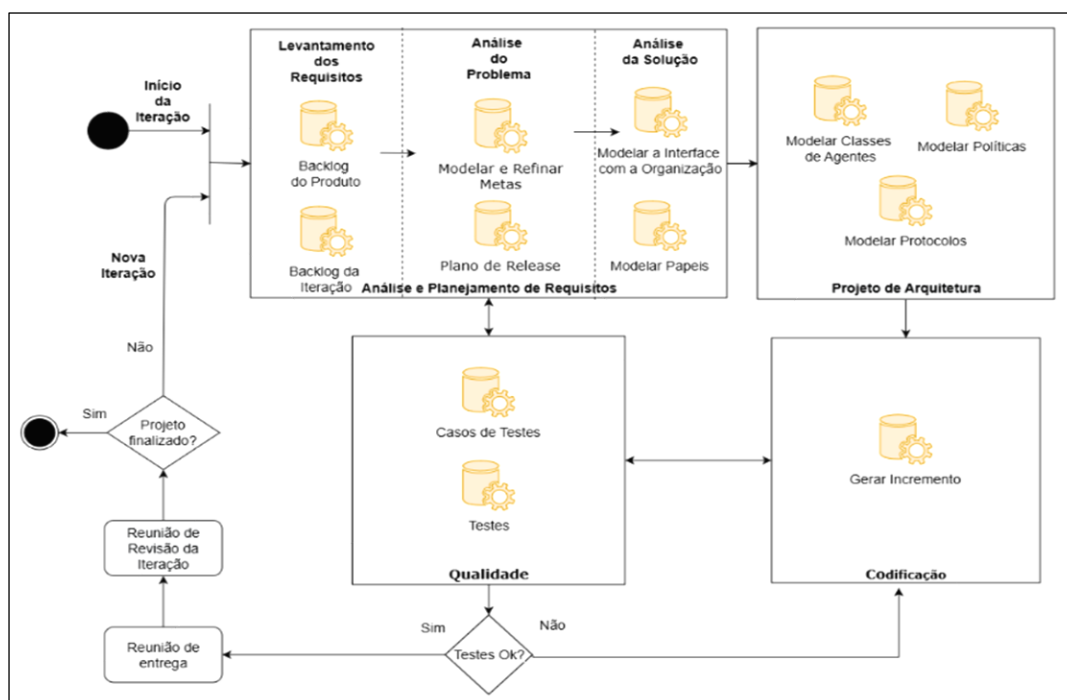 Início
da
Iteração
Levantamento
dos
Requisitos
Backlog
do Produto
Backlog da
Iteração
Análise
do
Problema
Modelar e Refinar
Metas
Plano de Release
Análise
da Solução
Modelar a Interface
com a Organização
Modelar Papeis
Análise e Planejamento de Requisitos
Modelar Classes
de Agentes
Modelar Políticas
Modelar Protocolos
Projeto de Arquitetura
Nova
Iteração
Não
Sim
Projeto
finalizado?
Casos de Testes
Testes
Qualidade
Gerar Incremento
Codificação
Reunião de
Revisão da
Iteração
Reunião de
entrega
Sim
Não
Testes Ok?